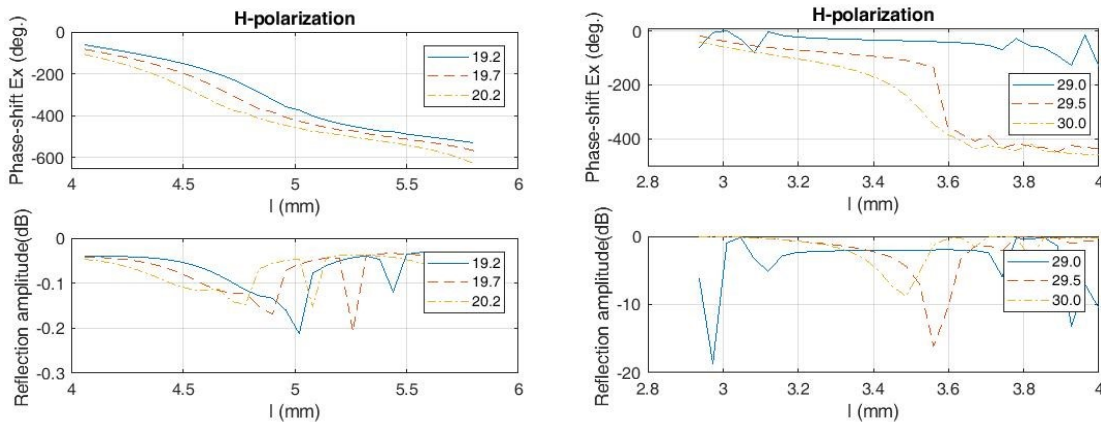 H-polarization
Phase-shift Ex (deg.)
0
-200
-400
-600
19.2
19.7
20.2
4 4.5 5 5.5 6
l (mm)
Reflection amplitude(dB)
0
-0.1
-0.2
-0.3
19.2
19.7
20.2
4 4.5 5 5.5 6
l (mm)
H-polarization
Phase-shift Ex (deg.)
0
-200
-400
29.0
29.5
30.0
2.8 3 3.2 3.4 3.6 3.8 4
l (mm)
Reflection amplitude(dB)
0
-10
-20
29.0
29.5
30.0
2.8 3 3.2 3.4 3.6 3.8 4
l (mm)